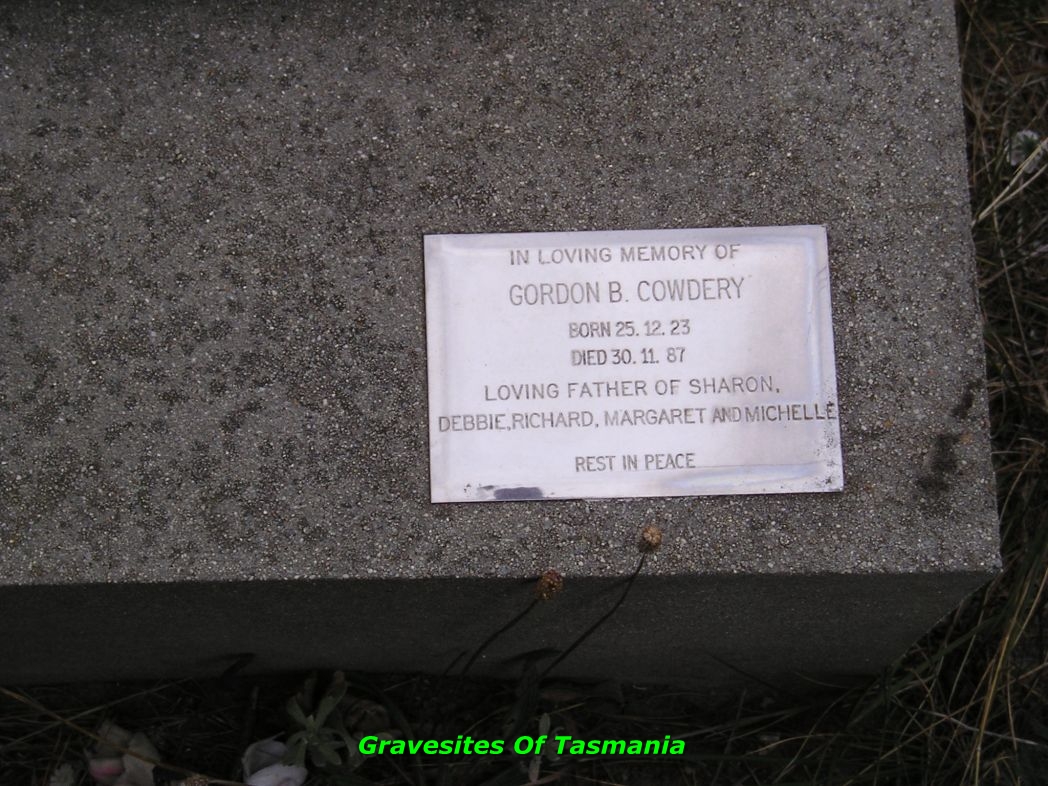 IN LOVING MEMORY OF
GORDON B. COWDERY
BORN 25. 12. 23
DIED 30. 11. 87
LOVING FATHER OF SHARON,
DEBBIE, RICHARD, MARGARET AND MICHELLE
REST IN PEACE
Gravesites Of Tasmania